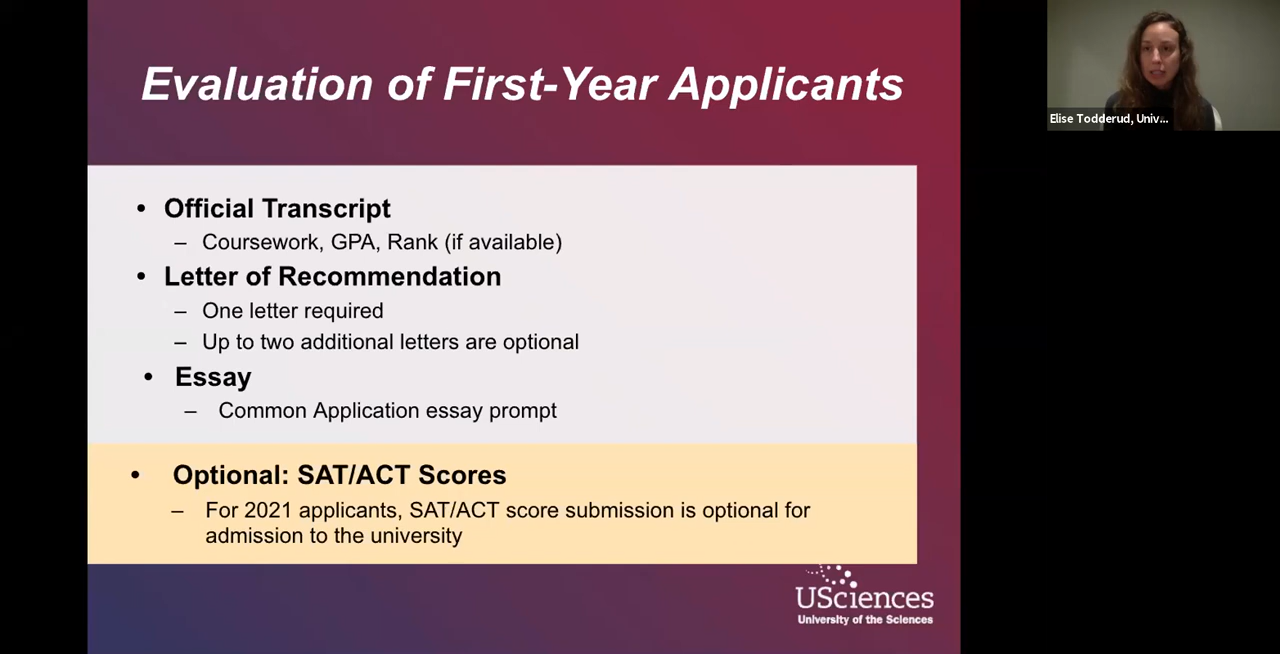 Evaluation of First-Year Applicants
Elise Todderud, Univ...
• Official Transcript
– Coursework, GPA, Rank (if available)
• Letter of Recommendation
– One letter required
– Up to two additional letters are optional
• Essay
– Common Application essay prompt
• Optional: SAT/ACT Scores
– For 2021 applicants, SAT/ACT score submission is optional for
admission to the university
USciences
University of the Sciences